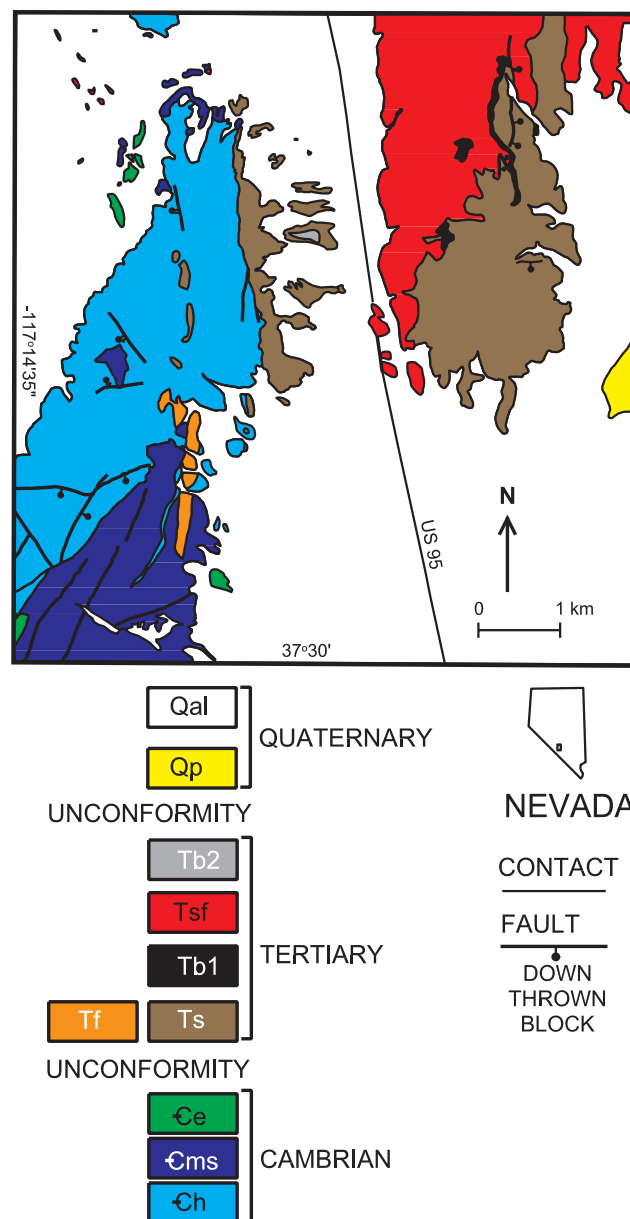 -117°14'35"
US 95
N
0 1 km
37°30'
Qal
QUATERNARY
Qp
UNCONFORMITY
NEVADA
Tb2
CONTACT
Tsf
FAULT
TERTIARY
Tb1
DOWN
THROWN
BLOCK
Tf Ts
UNCONFORMITY
Ꞓe
Ꞓms
CAMBRIAN
Ꞓh